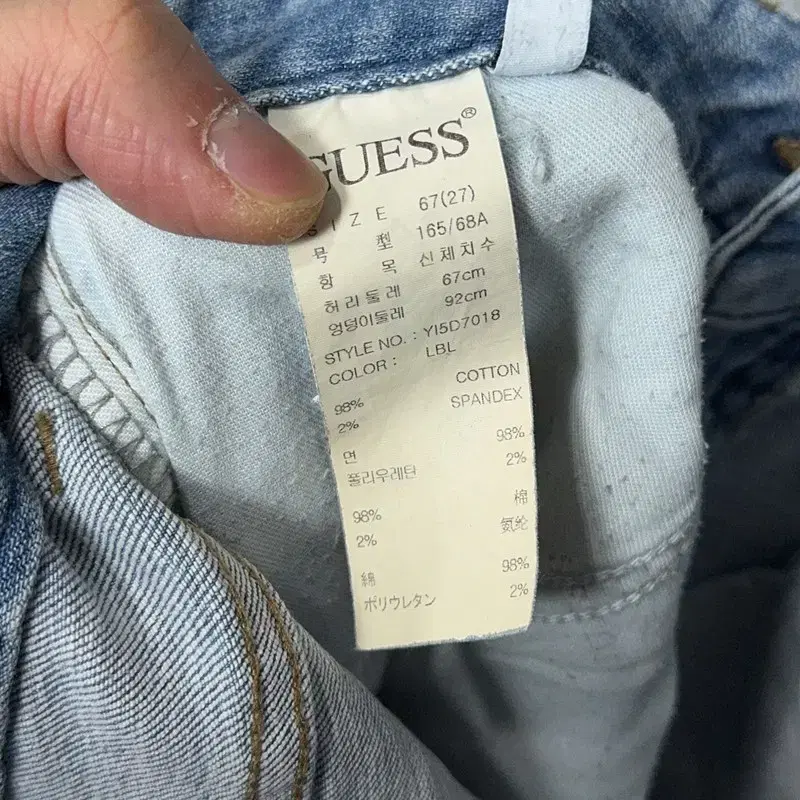 GUESS®
SIZE 67(27)
号型 165/68A
항목 신체치수
허리둘레 67cm
엉덩이둘레 92cm
STYLE NO. : YI5D7018
COLOR : LBL
98% COTTON
2% SPANDEX
면 98%
폴리우레탄 2%
98% 棉
2% 氨纶
綿 98%
ポリウレタン 2%